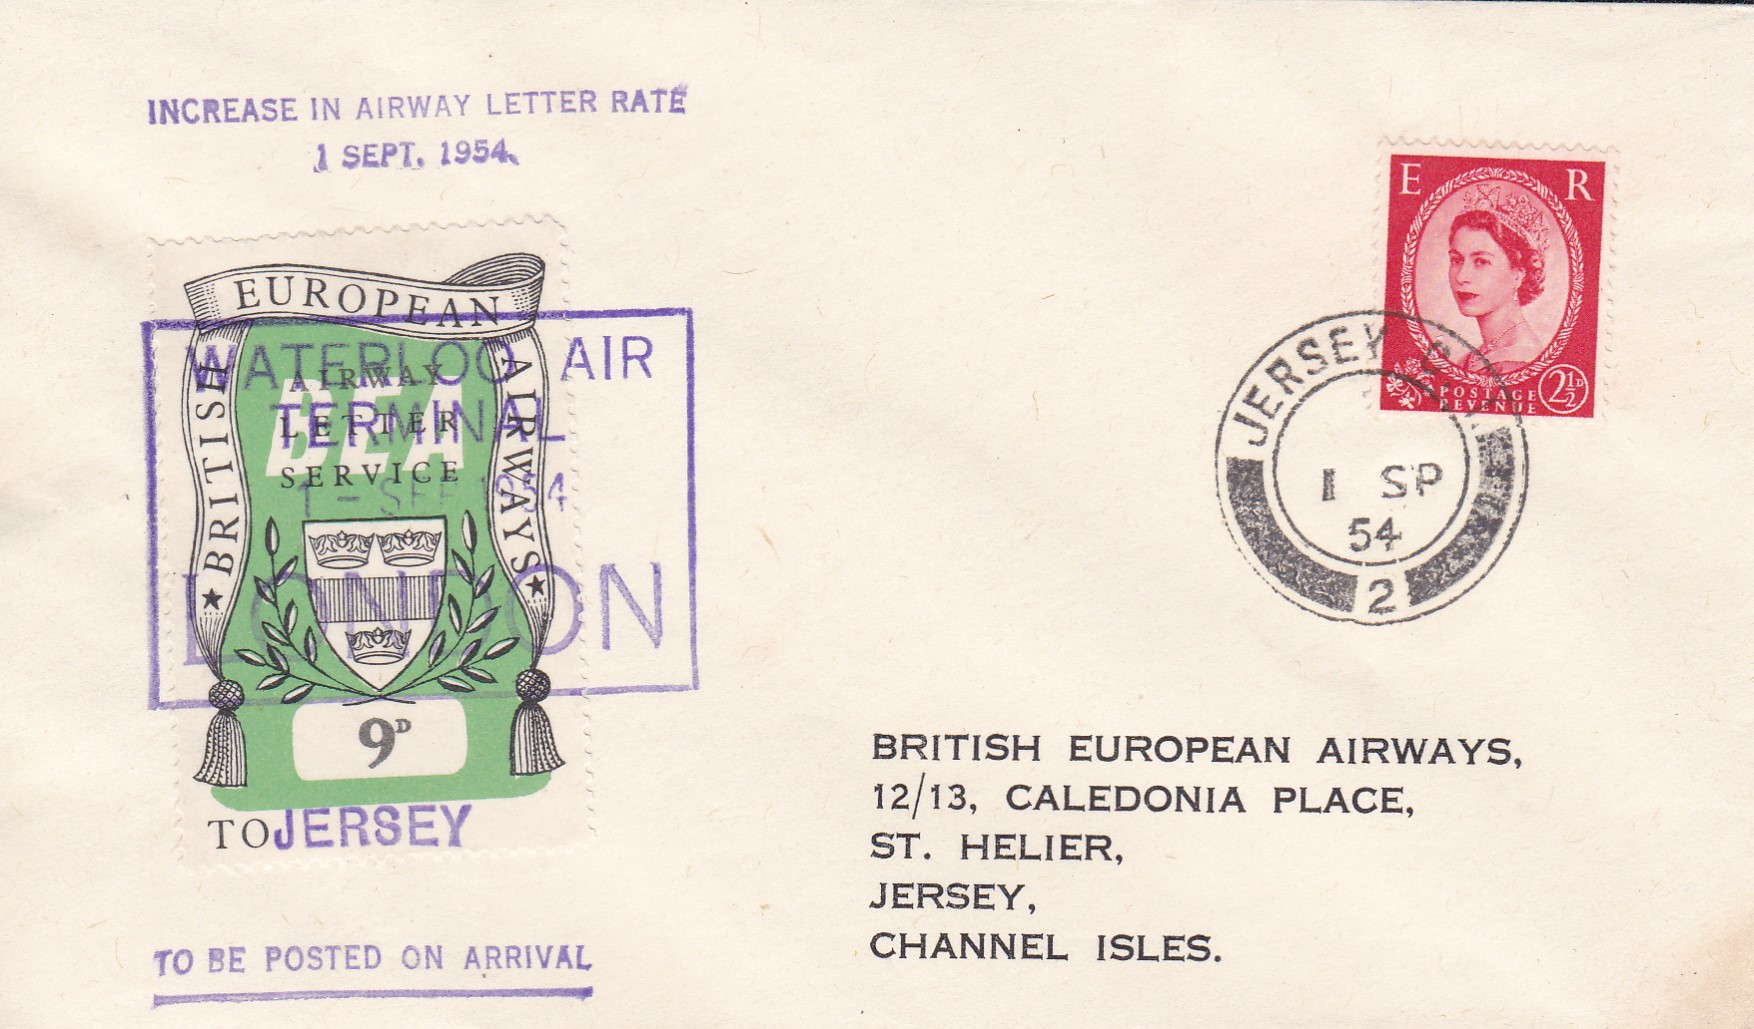 INCREASE IN AIRWAY LETTER RATE
1 SEPT. 1954.
BRITISH EUROPEAN AIRWAYS
BEA
AIRWAY
LETTER
SERVICE
9D
TO JERSEY
WATERLOO AIR
TERMINAL
1 - SEP 1954
LONDON
TO BE POSTED ON ARRIVAL
E R
POSTAGE
REVENUE
2½D
JERSEY
1 SP
54
2
BRITISH EUROPEAN AIRWAYS,
12/13, CALEDONIA PLACE,
ST. HELIER,
JERSEY,
CHANNEL ISLES.